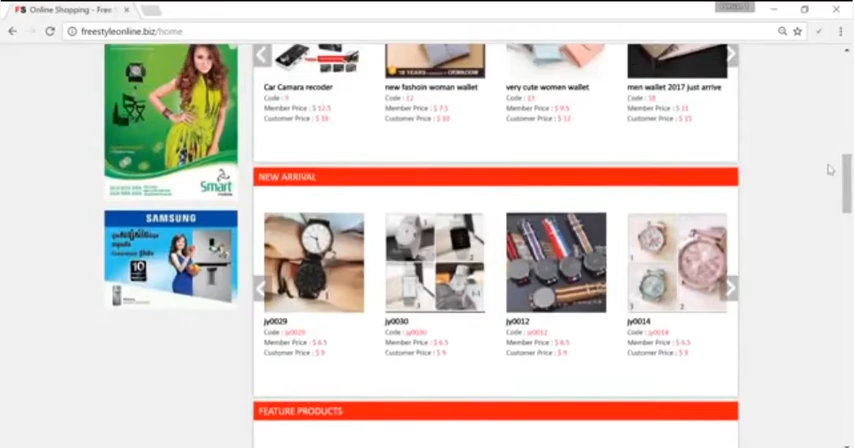 FS Online Shopping - Free
freestyleonline.biz/home
Car Camara recoder
Code : 9
Member Price : $ 12.5
Customer Price : $ 16
new fashoin woman wallet
Code : 12
Member Price : $ 7.5
Customer Price : $ 10
very cute women wallet
Code : 13
Member Price : $ 9.5
Customer Price : $ 12
men wallet 2017 just arrive
Code : 18
Member Price : $ 11
Customer Price : $ 15
Smart
SAMSUNG
10
NEW ARRIVAL
jy0029
Code : jy0029
Member Price : $ 6.5
Customer Price : $ 9
jy0030
Code : jy0030
Member Price : $ 6.5
Customer Price : $ 9
jy0012
Code : jy0012
Member Price : $ 6.5
Customer Price : $ 9
jy0014
Code : jy0014
Member Price : $ 6.5
Customer Price : $ 9
FEATURE PRODUCTS